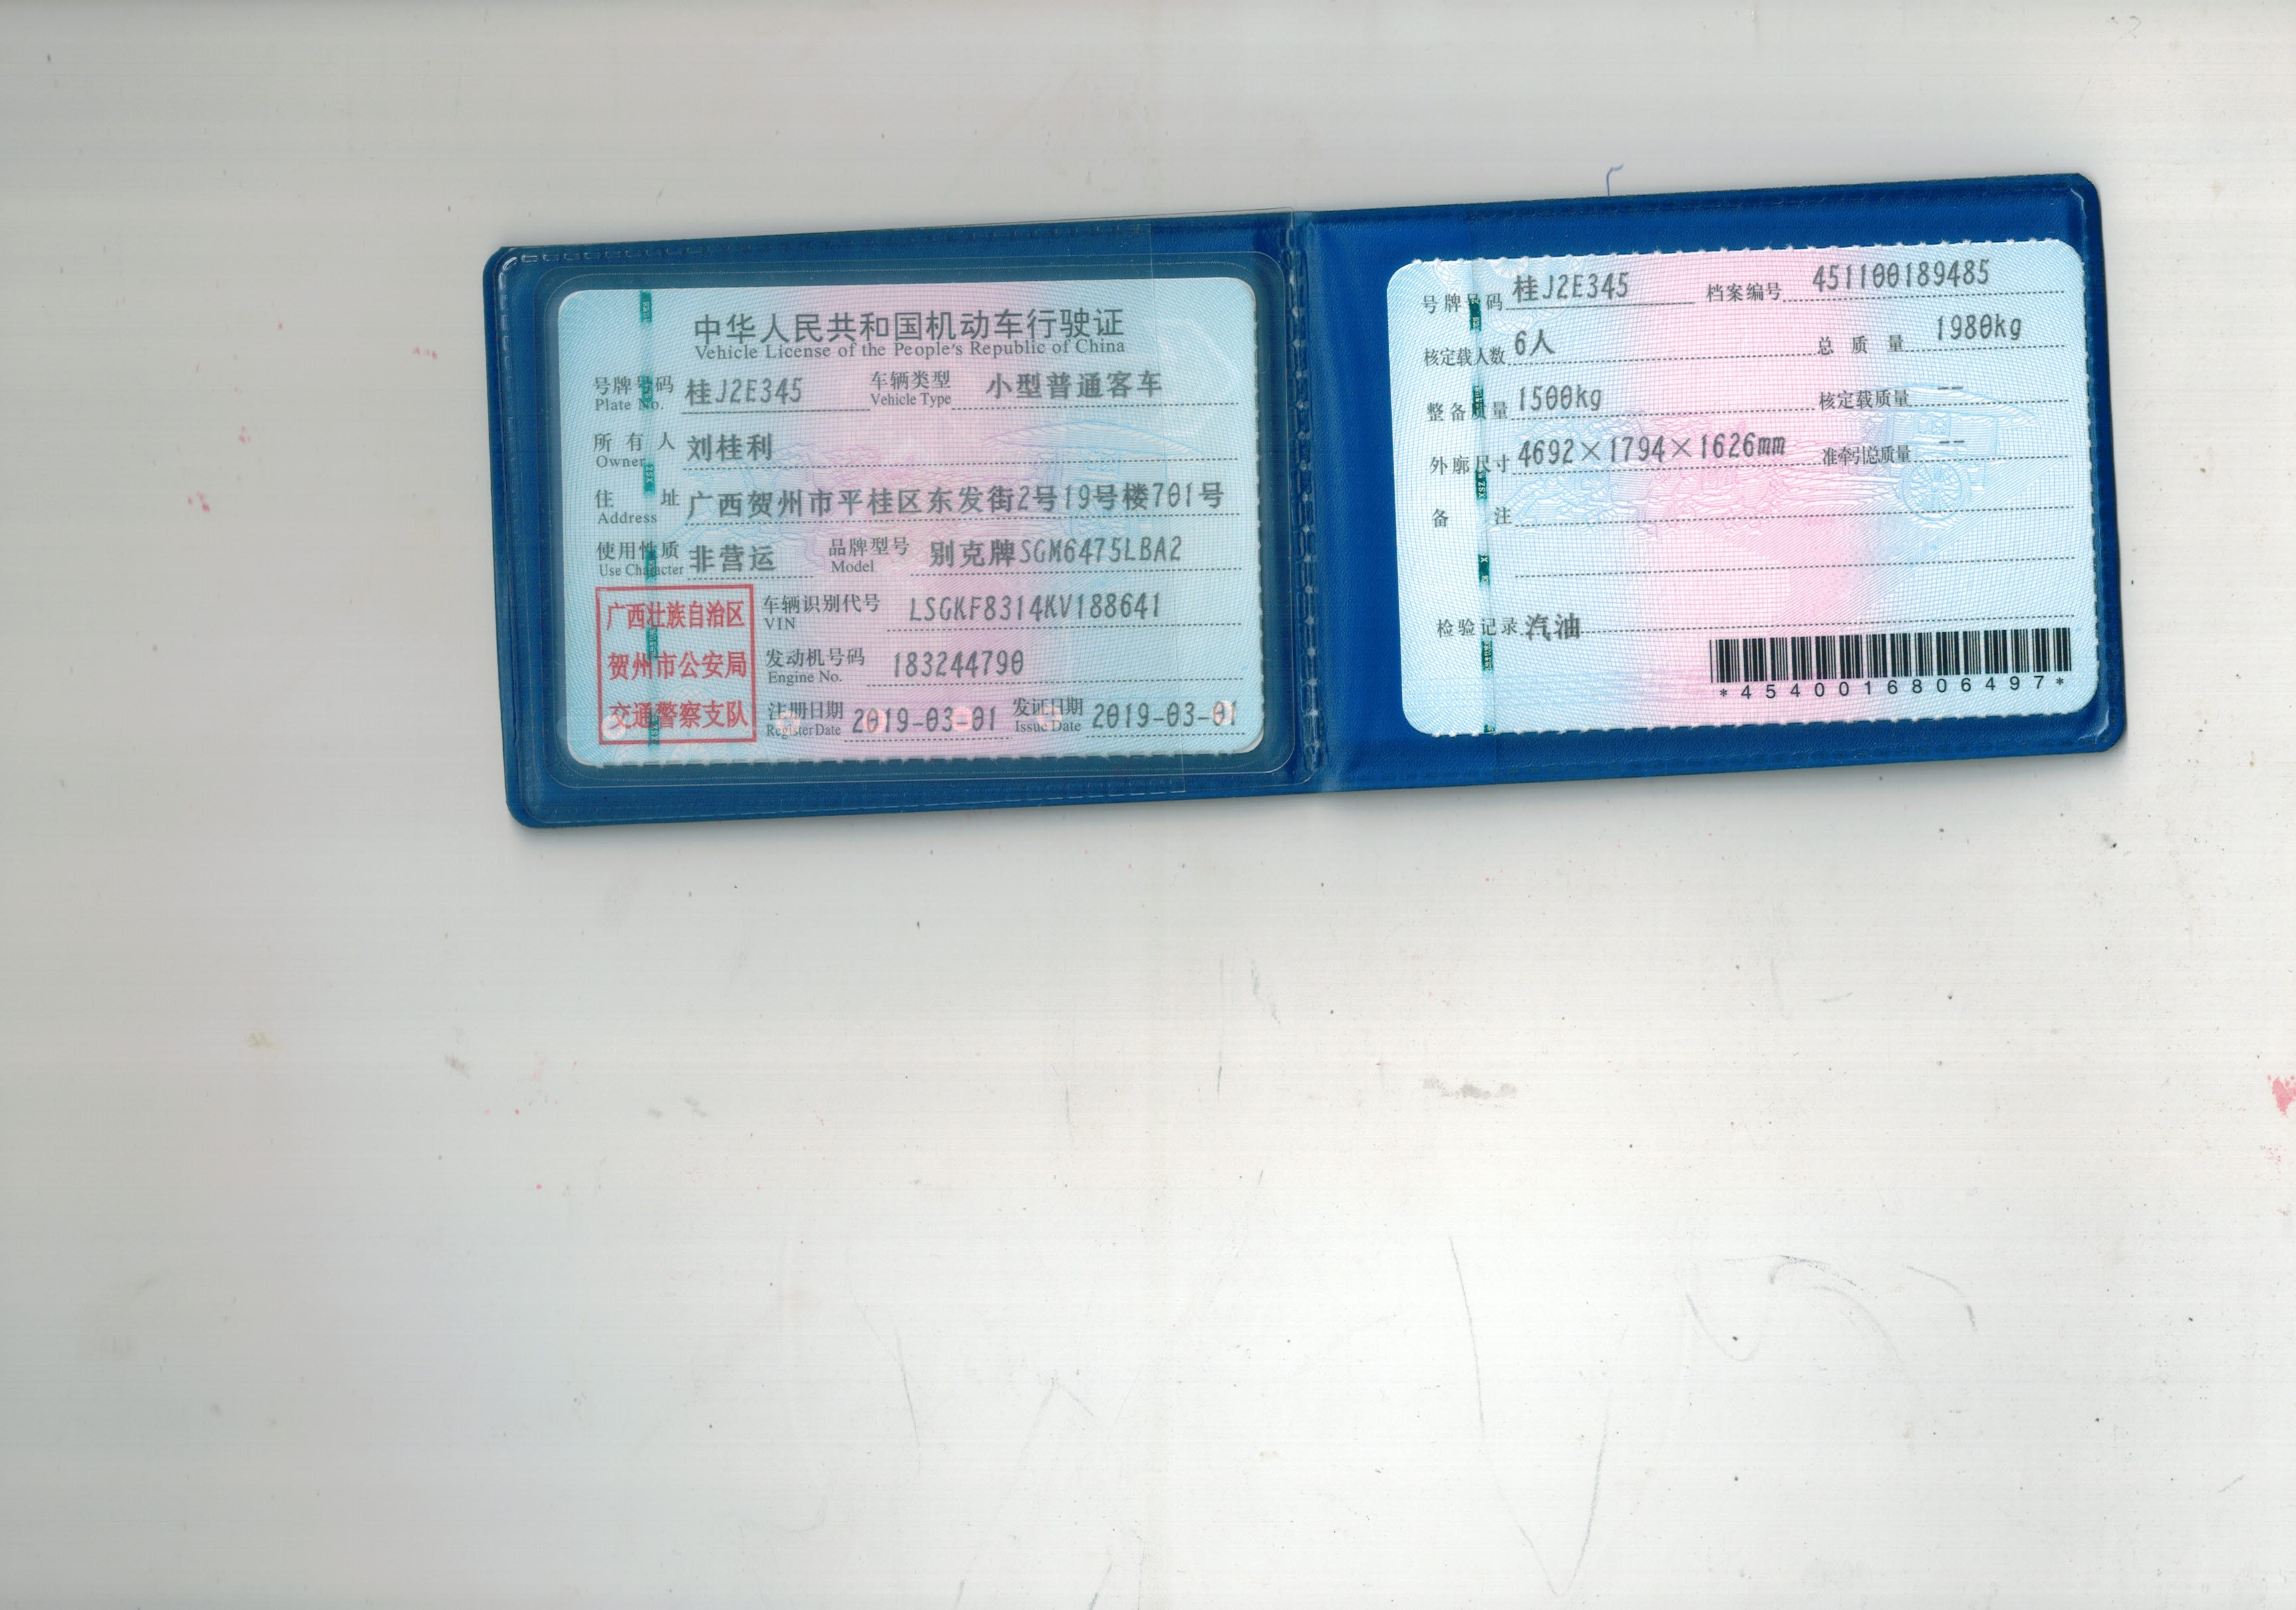 中华人民共和国机动车行驶证
Vehicle License of the People's Republic of China
号牌号码 桂J2E345 车辆类型 小型普通客车
Plate No. Vehicle Type
所有人 刘桂利
Owner
住址 广西贺州市平桂区东发街2号19号楼701号
Address
使用性质 非营运 品牌型号 别克牌SGM6475LBA2
Use Character Model
广西壮族自治区
贺州市公安局
交通警察支队
车辆识别代号 LSGKF8314KV188641
VIN
发动机号码 183244790
Engine No.
注册日期 2019-03-01 发证日期 2019-03-01
Register Date Issue Date
号牌号码 桂J2E345 档案编号 451100189485
核定载人数 6人 总质量 1980kg
整备质量 1500kg 核定载质量 --
外廓尺寸 4692×1794×1626mm 准牵引总质量 --
备注
检验记录 汽油
*4540016806497*